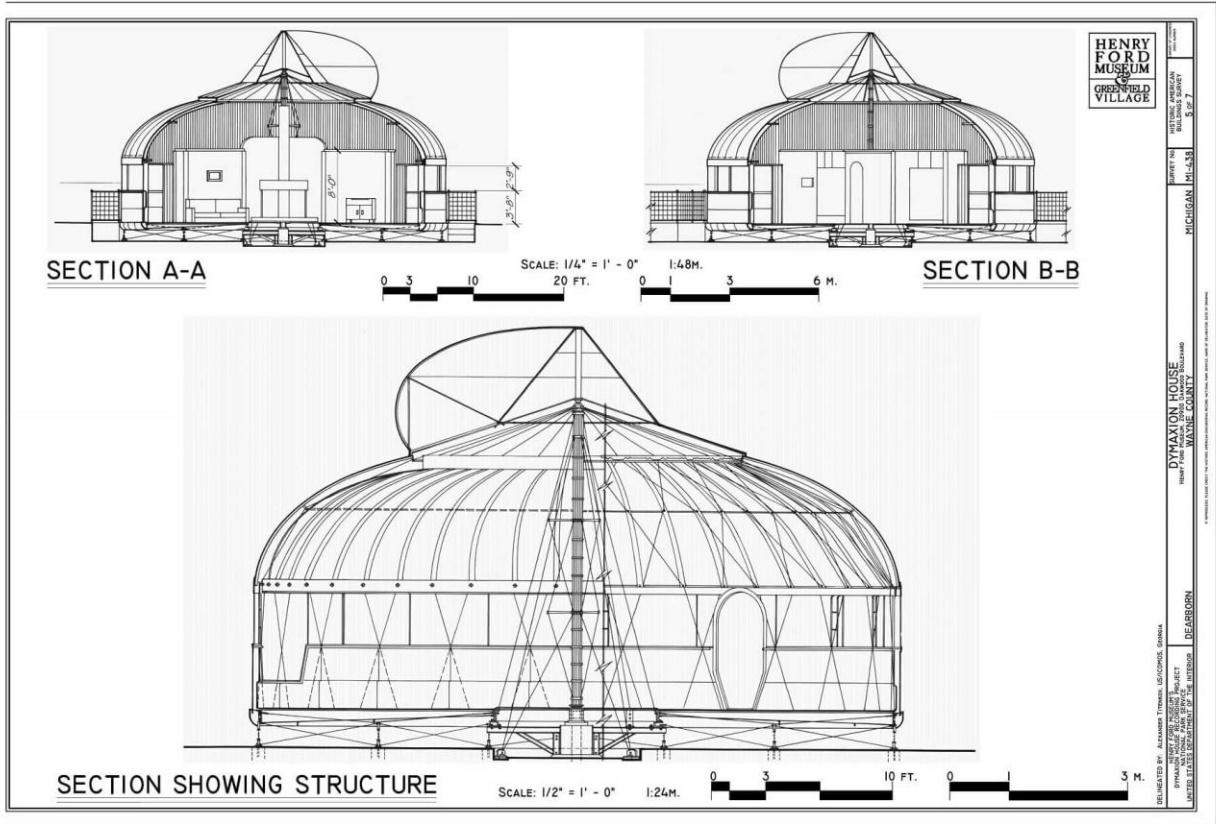 HENRY
FORD
MUSEUM
&
GREENFIELD
VILLAGE
8'-0"
2'-9"
3'-8"
SECTION A-A
SCALE: 1/4" = 1' - 0" 1:48M.
SECTION B-B
0 3 10 20 FT.
0 1 3 6 M.
SECTION SHOWING STRUCTURE
SCALE: 1/2" = 1' - 0" 1:24M.
0 3 10 FT.
0 1 3 M.
HISTORIC AMERICAN
BUILDINGS SURVEY
5 OF 7
SURVEY NO.
MI-438
MICHIGAN
DYMAXION HOUSE
HENRY FORD MUSEUM, 20900 OAKWOOD BOULEVARD
WAYNE COUNTY
DEARBORN
DELINEATED BY: ALEXANDER TITENKOV, US/ICOMOS, GEORGIA
HENRY FORD MUSEUM'S
DYMAXION HOUSE RECORDING PROJECT
NATIONAL PARK SERVICE
UNITED STATES DEPARTMENT OF THE INTERIOR